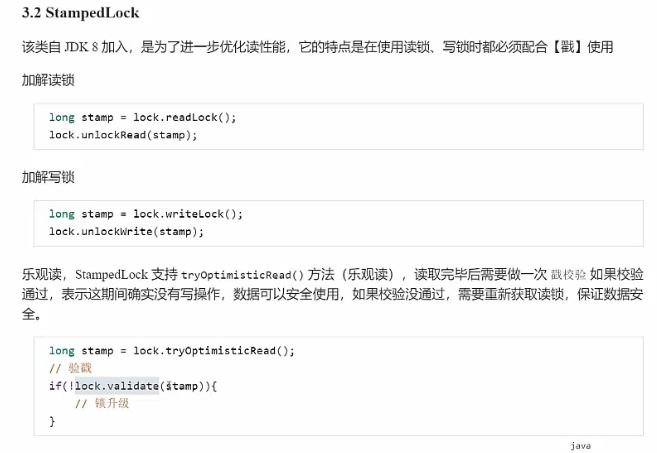 3.2 StampedLock
该类自 JDK 8 加入，是为了进一步优化读性能，它的特点是在使用读锁、写锁时都必须配合【戳】使用
加解读锁
long stamp = lock.readLock();
lock.unlockRead(stamp);
加解写锁
long stamp = lock.writeLock();
lock.unlockWrite(stamp);
乐观读，StampedLock 支持 tryOptimisticRead() 方法（乐观读），读取完毕后需要做一次 戳校验 如果校验
通过，表示这期间确实没有写操作，数据可以安全使用，如果校验没通过，需要重新获取读锁，保证数据安
全。
long stamp = lock.tryOptimisticRead();
// 验戳
if(!lock.validate(stamp)){
// 锁升级
}
java